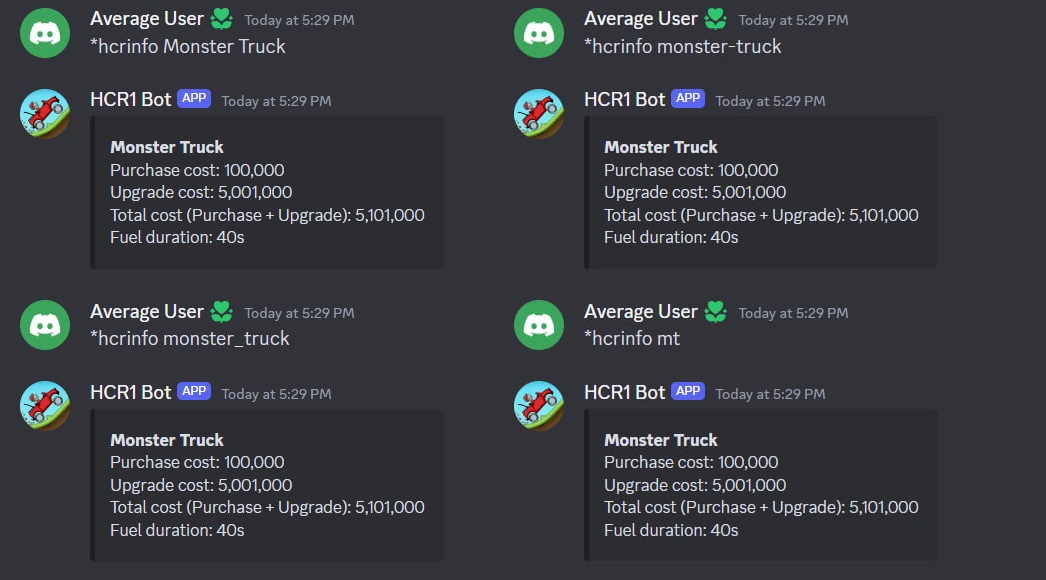 Average User Today at 5:29 PM
*hcrinfo Monster Truck
HCR1 Bot APP Today at 5:29 PM
Monster Truck
Purchase cost: 100,000
Upgrade cost: 5,001,000
Total cost (Purchase + Upgrade): 5,101,000
Fuel duration: 40s
Average User Today at 5:29 PM
*hcrinfo monster_truck
HCR1 Bot APP Today at 5:29 PM
Monster Truck
Purchase cost: 100,000
Upgrade cost: 5,001,000
Total cost (Purchase + Upgrade): 5,101,000
Fuel duration: 40s
Average User Today at 5:29 PM
*hcrinfo monster-truck
HCR1 Bot APP Today at 5:29 PM
Monster Truck
Purchase cost: 100,000
Upgrade cost: 5,001,000
Total cost (Purchase + Upgrade): 5,101,000
Fuel duration: 40s
Average User Today at 5:29 PM
*hcrinfo mt
HCR1 Bot APP Today at 5:29 PM
Monster Truck
Purchase cost: 100,000
Upgrade cost: 5,001,000
Total cost (Purchase + Upgrade): 5,101,000
Fuel duration: 40s